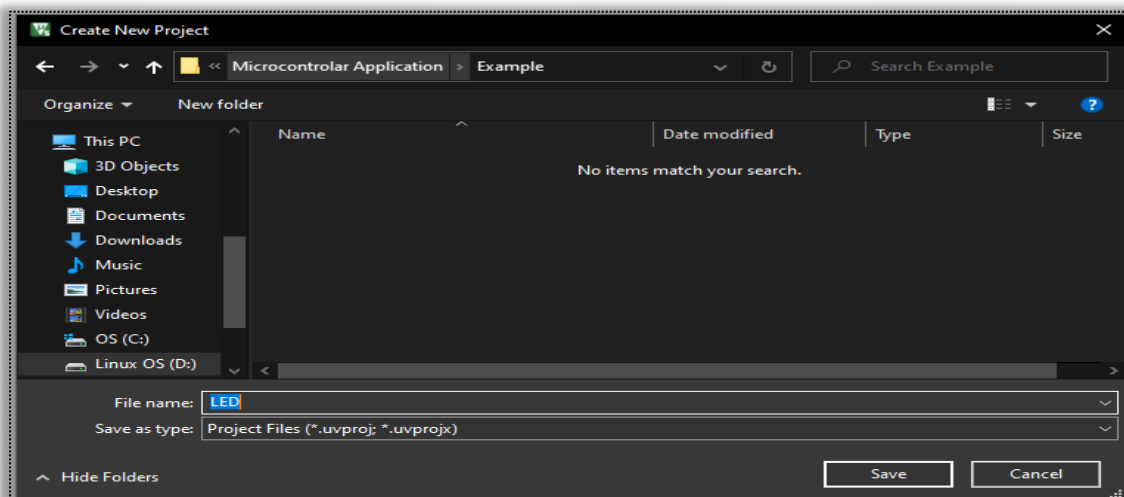 Create New Project
« Microcontrolar Application > Example
Search Example
Organize
New folder
?
Name
Date modified
Type
Size
No items match your search.
This PC
3D Objects
Desktop
Documents
Downloads
Music
Pictures
Videos
OS (C:)
Linux OS (D:)
File name: LED
Save as type: Project Files (*.uvproj; *.uvprojx)
Hide Folders
Save
Cancel